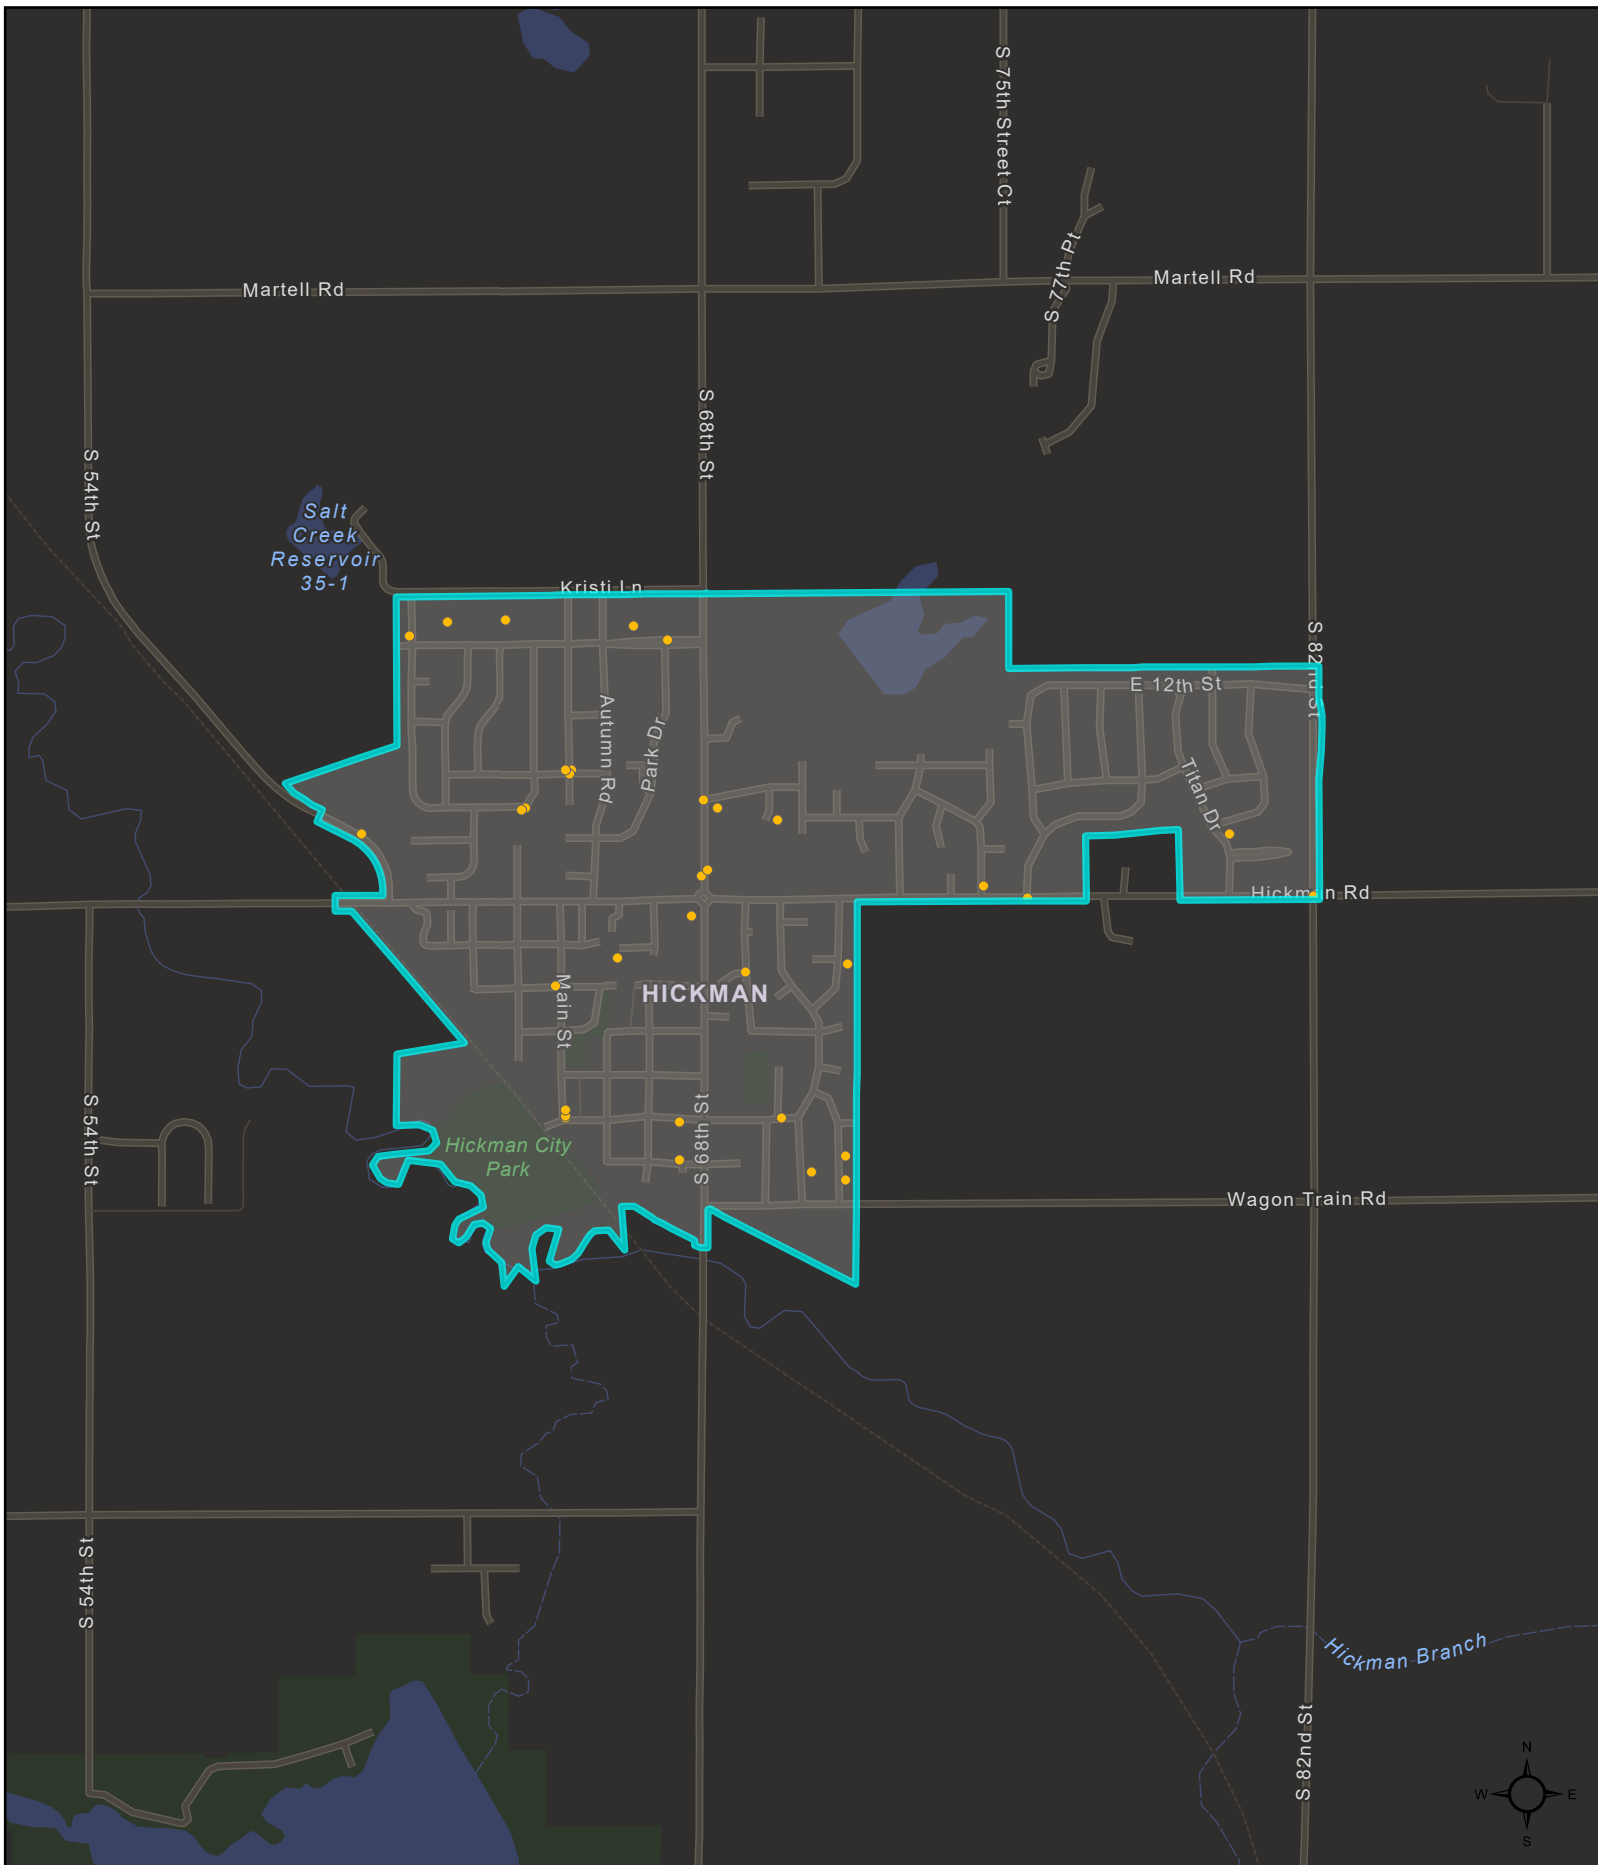 S 75th Street Ct
S 77th Pt
Martell Rd
Martell Rd
S 68th St
S 54th St
Salt
Creek
Reservoir
35-1
Kristi Ln
S 82nd St
E 12th St
Autumn Rd
Park Dr
Titan Dr
Hickman Rd
HICKMAN
Main St
S 54th St
S 68th St
Hickman City
Park
Wagon Train Rd
S 54th St
Hickman Branch
S 82nd St
N
W
E
S